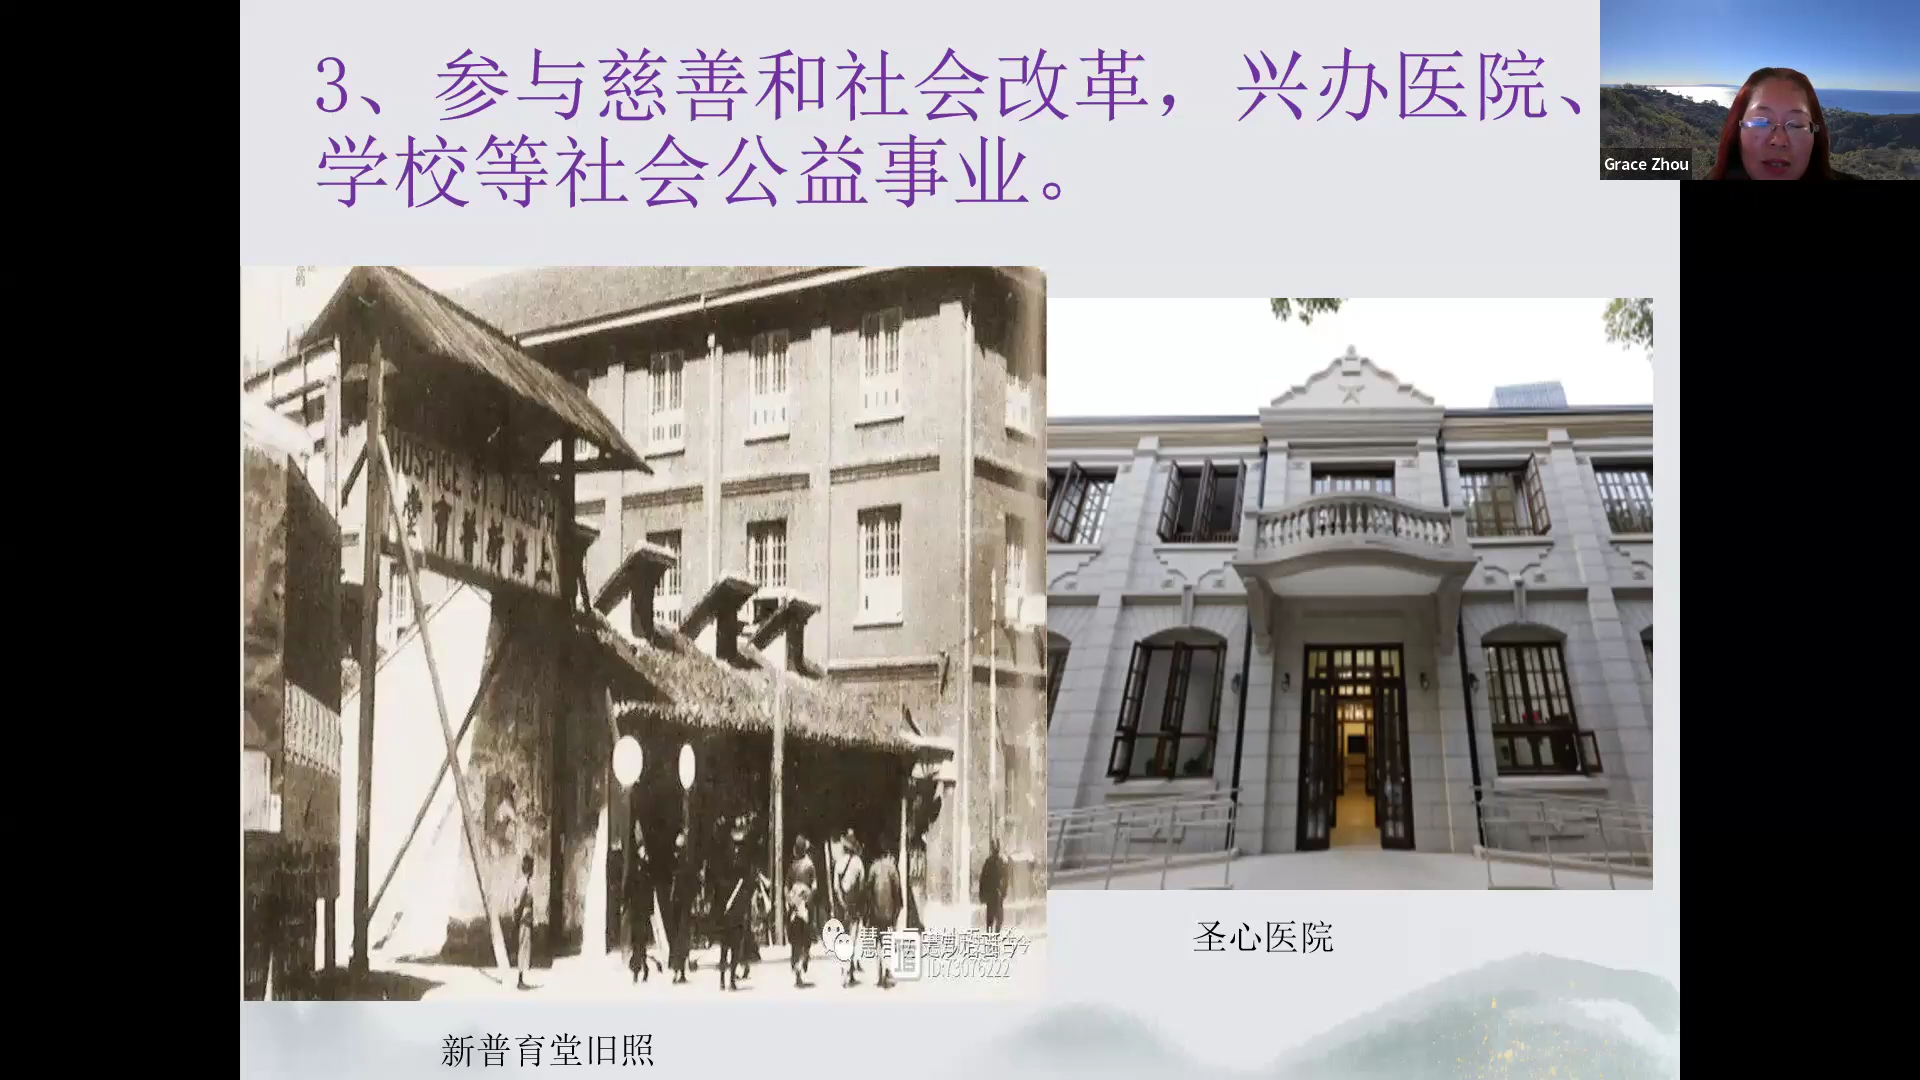 3、参与慈善和社会改革，兴办医院、
学校等社会公益事业。
Grace Zhou
HOSPICE ST JOSEPH
堂育普新海上
ID:73076222
圣心医院
新普育堂旧照